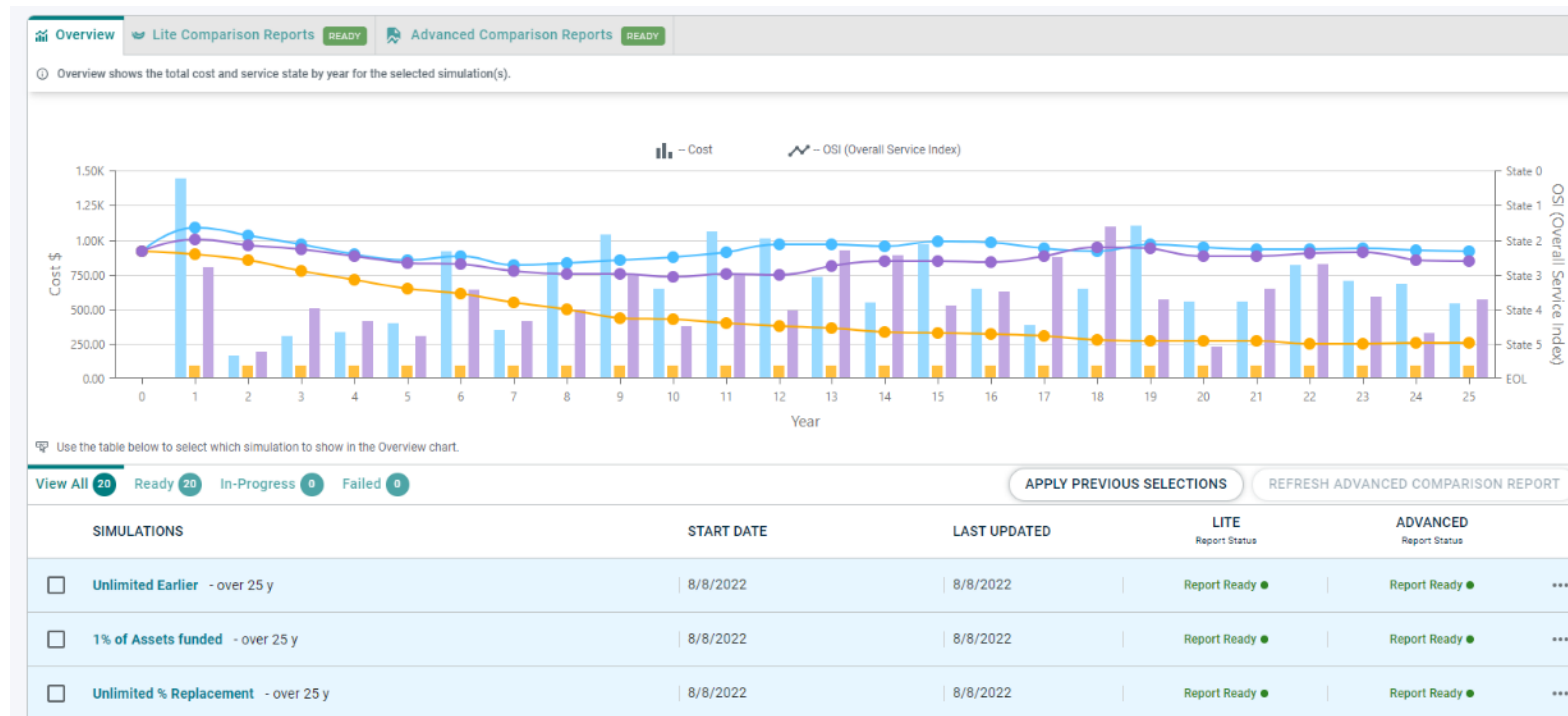 Overview Lite Comparison Reports READY Advanced Comparison Reports READY
Overview shows the total cost and service state by year for the selected simulation(s).
– Cost – OSI (Overall Service Index)
1.50K
1.25K
1.00K
750.00
500.00
250.00
0.00
Cost $
State 0
State 1
State 2
State 3
State 4
State 5
EOL
OSI (Overall Service Index)
0 1 2 3 4 5 6 7 8 9 10 11 12 13 14 15 16 17 18 19 20 21 22 23 24 25
Year
Use the table below to select which simulation to show in the Overview chart.
View All 20 Ready 20 In-Progress 0 Failed 0 APPLY PREVIOUS SELECTIONS REFRESH ADVANCED COMPARISON REPORT
SIMULATIONS START DATE LAST UPDATED LITE ADVANCED
Report Status Report Status
Unlimited Earlier - over 25 y 8/8/2022 8/8/2022 Report Ready Report Ready
1% of Assets funded - over 25 y 8/8/2022 8/8/2022 Report Ready Report Ready
Unlimited % Replacement - over 25 y 8/8/2022 8/8/2022 Report Ready Report Ready